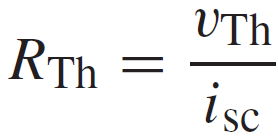 R_Th = v_Th / i_sc